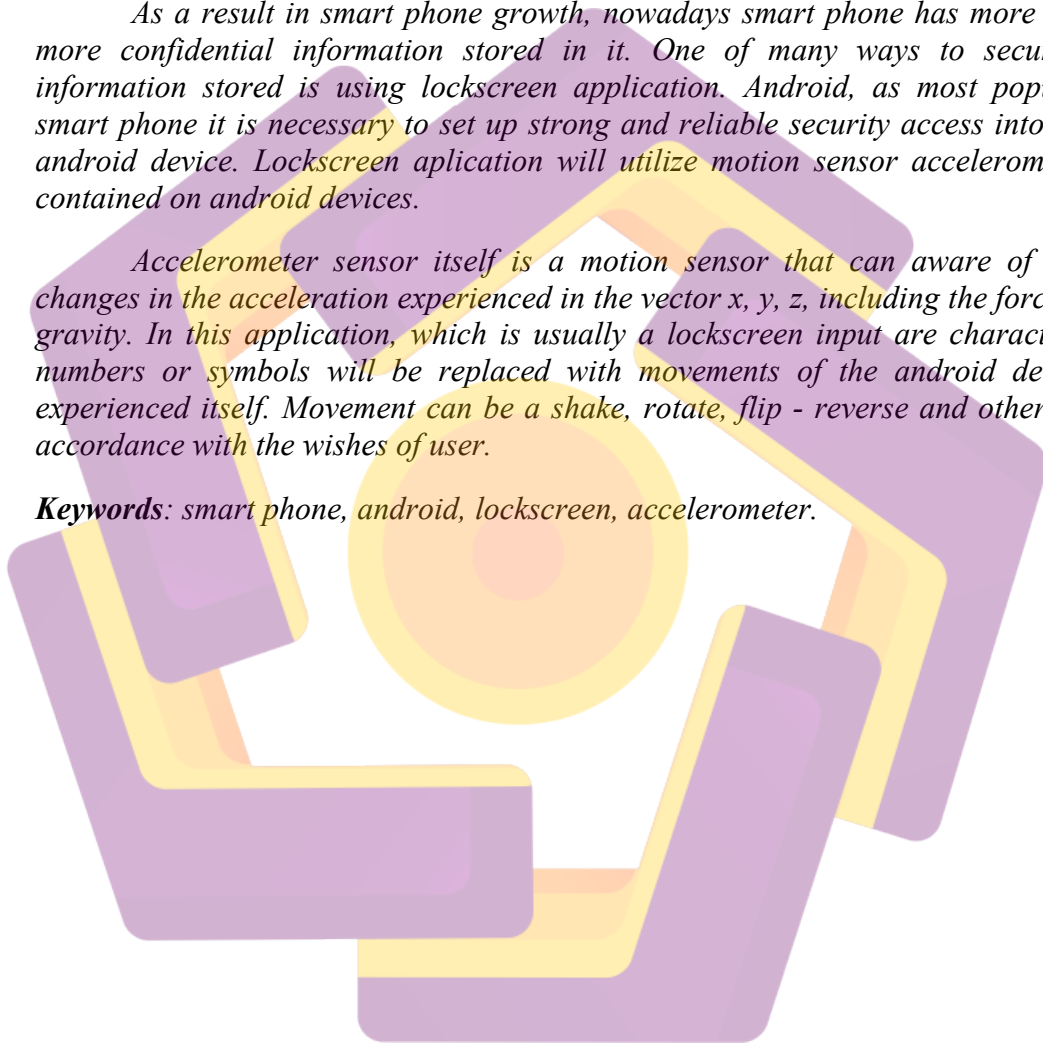 As a result in smart phone growth, nowadays smart phone has more
more confidential information stored in it. One of many ways to secu
information stored is using lockscreen application. Android, as most pop
smart phone it is necessary to set up strong and reliable security access into
android device. Lockscreen aplication will utilize motion sensor accelerom
contained on android devices.
Accelerometer sensor itself is a motion sensor that can aware of
changes in the acceleration experienced in the vector x, y, z, including the forc
gravity. In this application, which is usually a lockscreen input are charact
numbers or symbols will be replaced with movements of the android de
experienced itself. Movement can be a shake, rotate, flip - reverse and other
accordance with the wishes of user.
Keywords: smart phone, android, lockscreen, accelerometer.